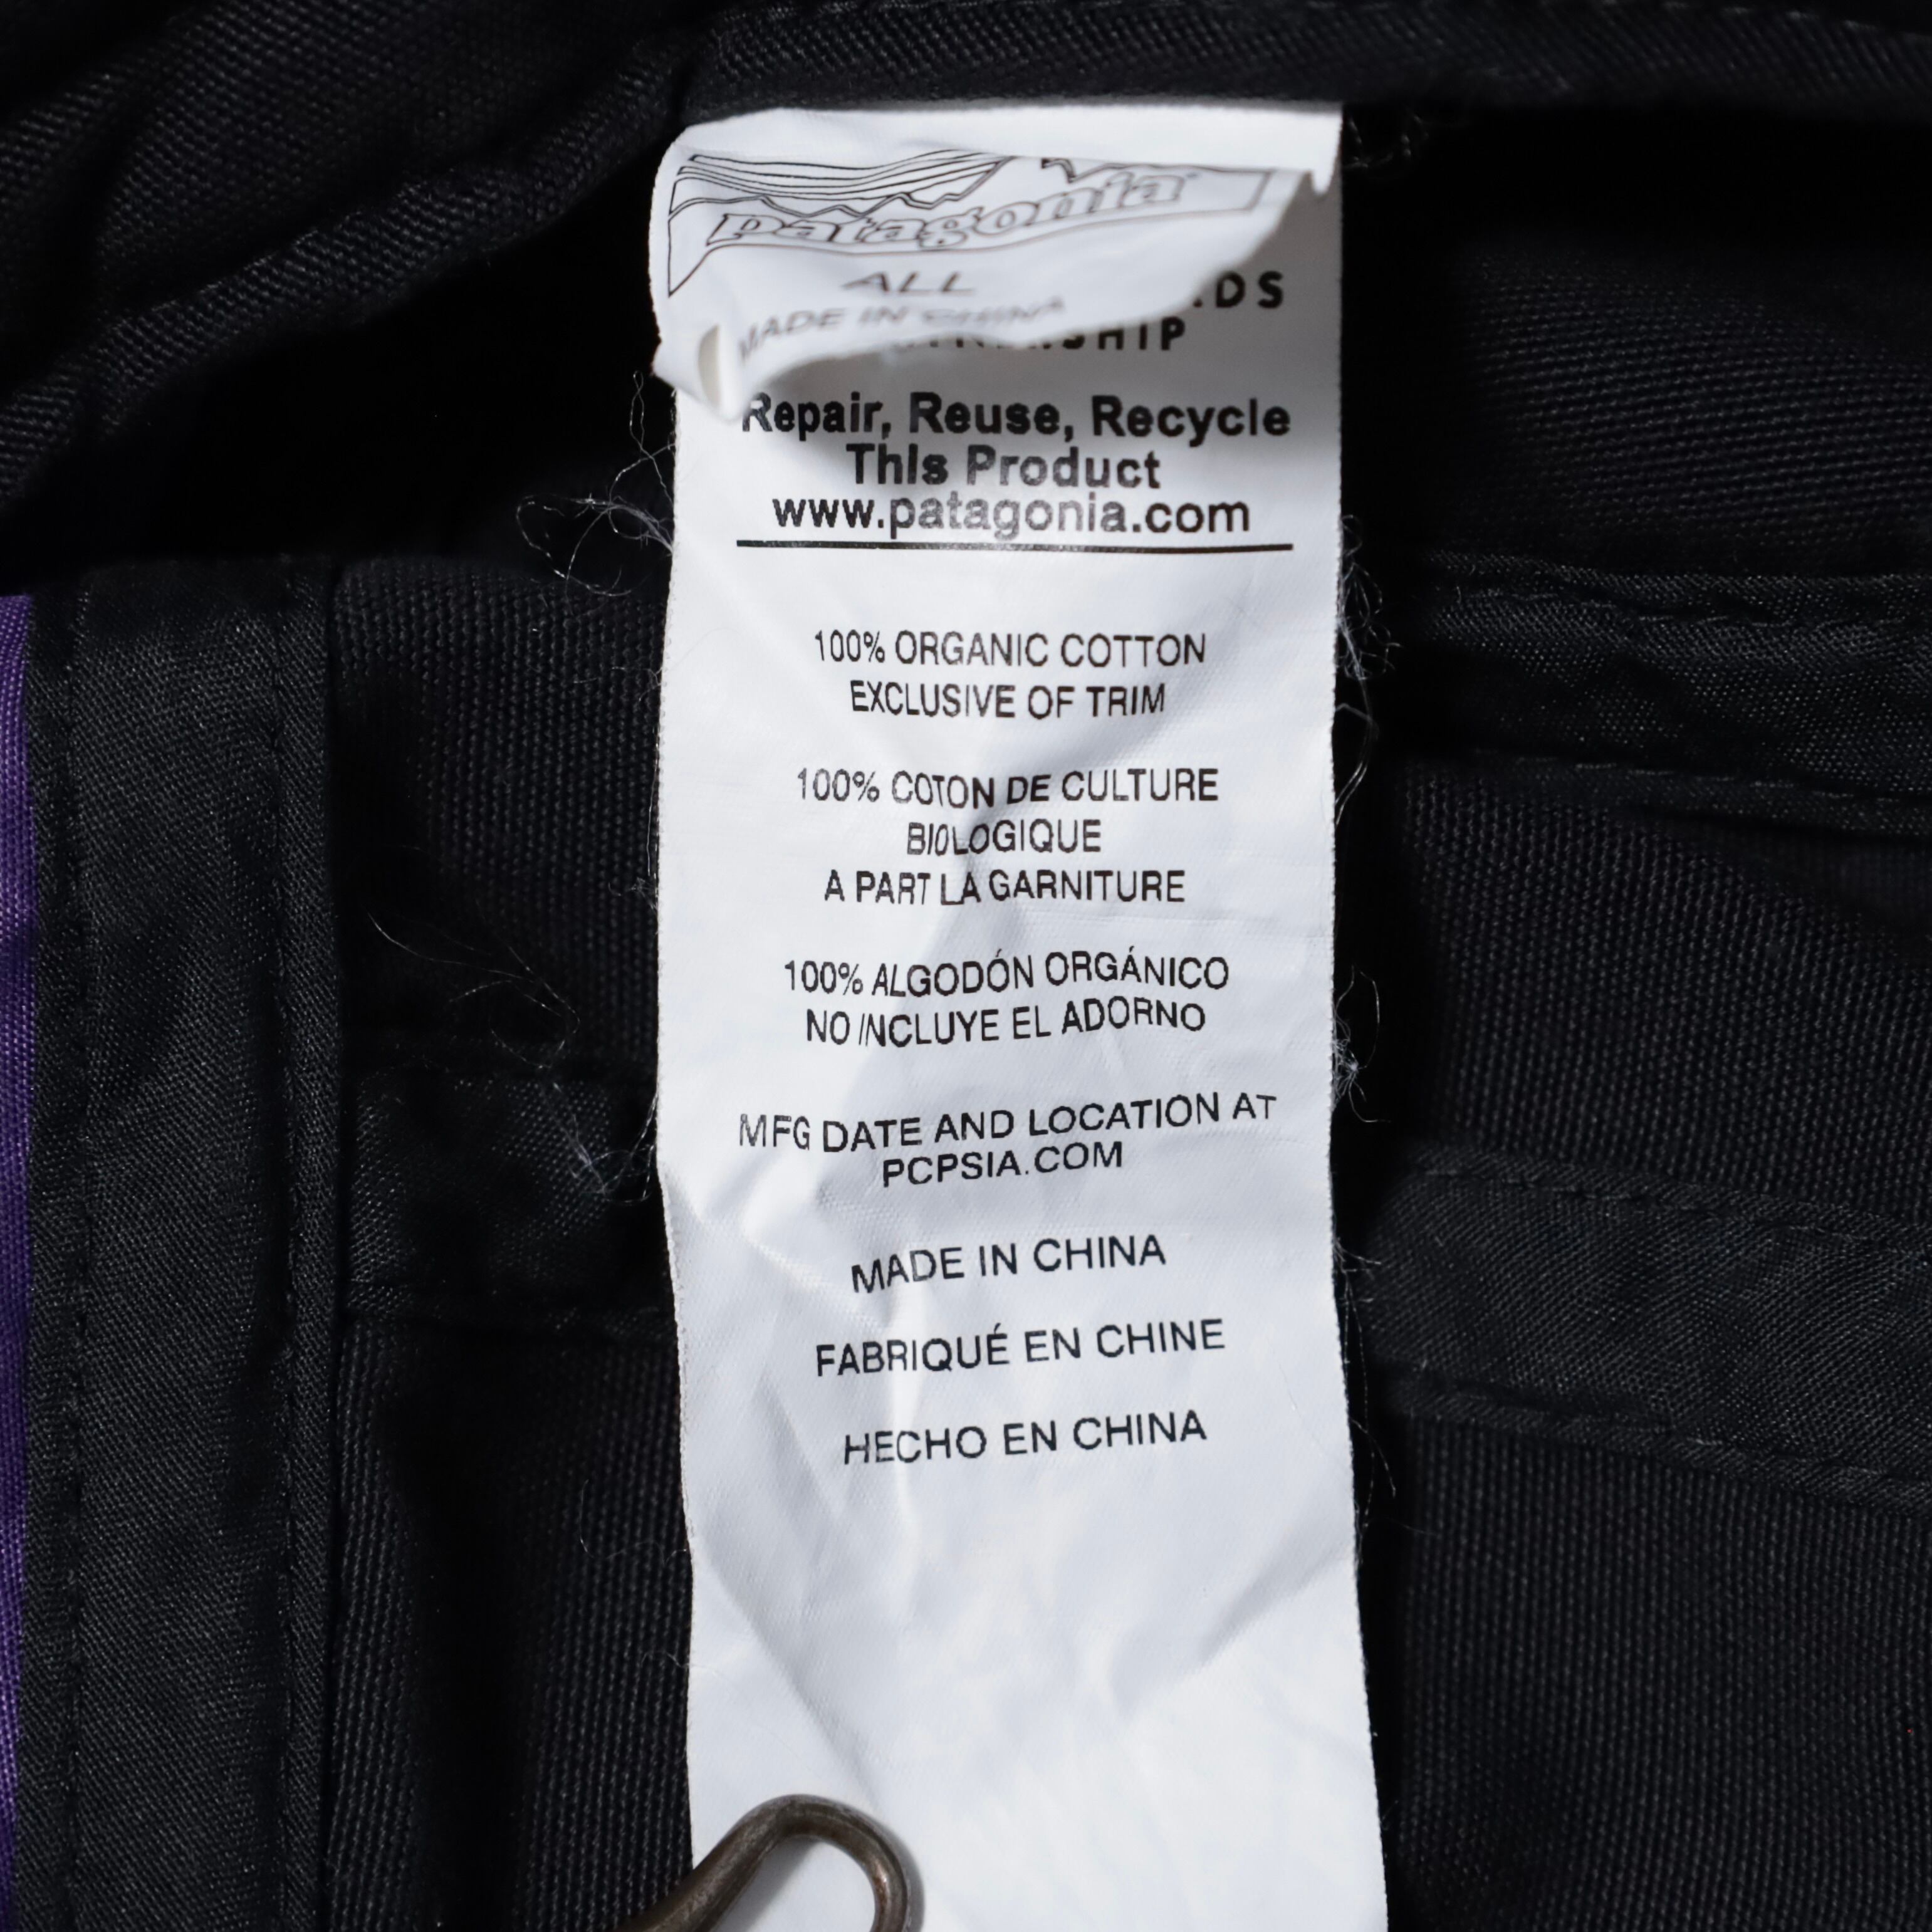 patagonia
ALL
MADE IN CHINA
Repair, Reuse, Recycle
This Product
www.patagonia.com
100% ORGANIC COTTON
EXCLUSIVE OF TRIM
100% COTON DE CULTURE
BIOLOGIQUE
A PART LA GARNITURE
100% ALGODÓN ORGÁNICO
NO INCLUYE EL ADORNO
MFG DATE AND LOCATION AT
PCPSIA.COM
MADE IN CHINA
FABRIQUÉ EN CHINE
HECHO EN CHINA